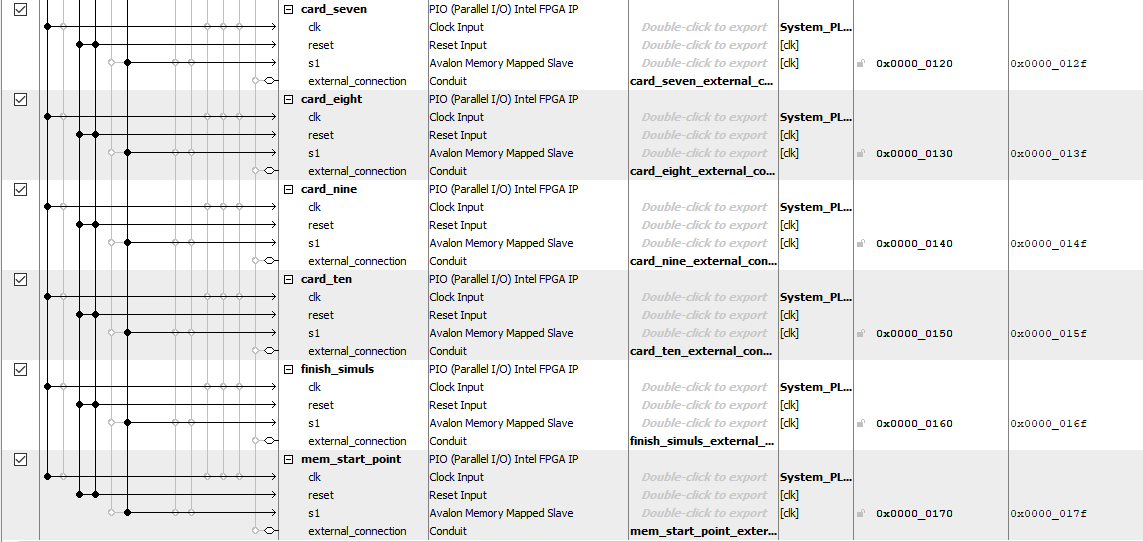 card_seven PIO (Parallel I/O) Intel FPGA IP
clk Clock Input Double-click to export System_PL...
reset Reset Input Double-click to export [clk]
s1 Avalon Memory Mapped Slave Double-click to export [clk] 0x0000_0120 0x0000_012f
external_connection Conduit card_seven_external_c...
card_eight PIO (Parallel I/O) Intel FPGA IP
clk Clock Input Double-click to export System_PL...
reset Reset Input Double-click to export [clk]
s1 Avalon Memory Mapped Slave Double-click to export [clk] 0x0000_0130 0x0000_013f
external_connection Conduit card_eight_external_co...
card_nine PIO (Parallel I/O) Intel FPGA IP
clk Clock Input Double-click to export System_PL...
reset Reset Input Double-click to export [clk]
s1 Avalon Memory Mapped Slave Double-click to export [clk] 0x0000_0140 0x0000_014f
external_connection Conduit card_nine_external_con...
card_ten PIO (Parallel I/O) Intel FPGA IP
clk Clock Input Double-click to export System_PL...
reset Reset Input Double-click to export [clk]
s1 Avalon Memory Mapped Slave Double-click to export [clk] 0x0000_0150 0x0000_015f
external_connection Conduit card_ten_external_con...
finish_simuls PIO (Parallel I/O) Intel FPGA IP
clk Clock Input Double-click to export System_PL...
reset Reset Input Double-click to export [clk]
s1 Avalon Memory Mapped Slave Double-click to export [clk] 0x0000_0160 0x0000_016f
external_connection Conduit finish_simuls_external_...
mem_start_point PIO (Parallel I/O) Intel FPGA IP
clk Clock Input Double-click to export System_PL...
reset Reset Input Double-click to export [clk]
s1 Avalon Memory Mapped Slave Double-click to export [clk] 0x0000_0170 0x0000_017f
external_connection Conduit mem_start_point_exter...